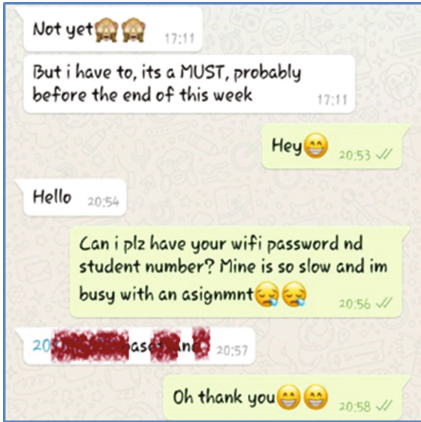 Not yet🙈🙈 17:11
But i have to, its a MUST, probably
before the end of this week 17:11
Hey😁 20:53
Hello 20:54
Can i plz have your wifi password nd
student number? Mine is so slow and im
busy with an asignmnt😪😪 20:56
20 20:57
Oh thank you😁😁 20:58